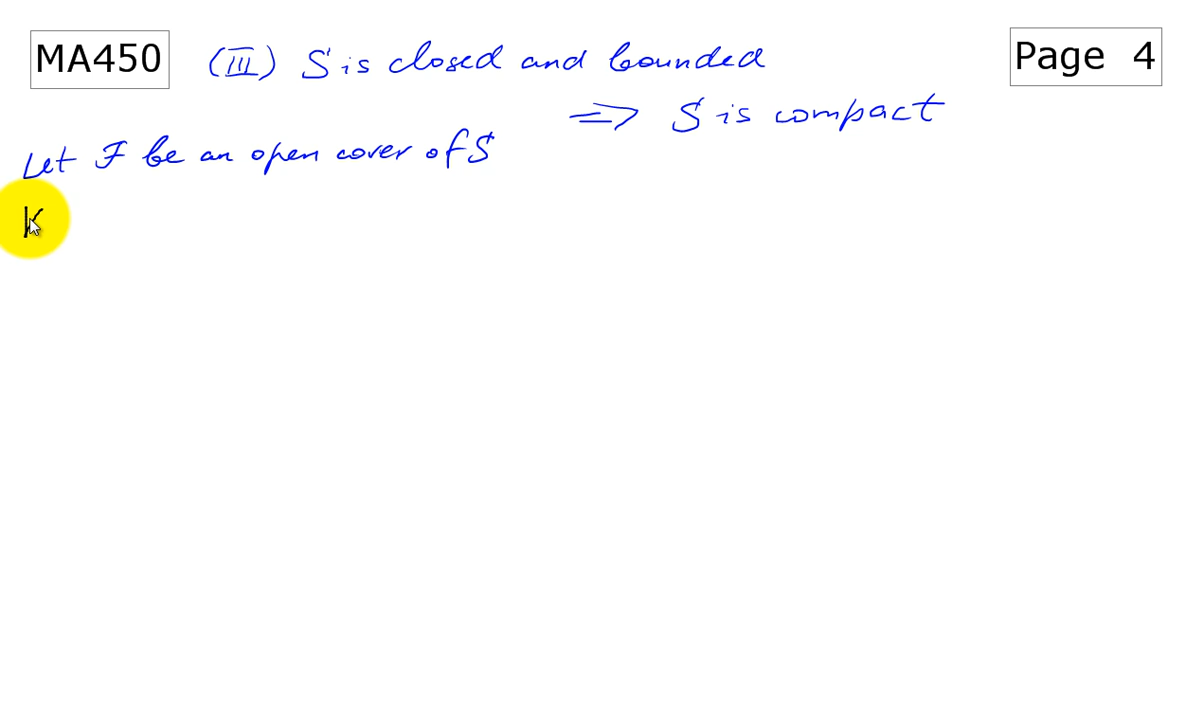 MA450 (III) S is closed and bounded Page 4
=> S is compact
Let F be an open cover of S
K